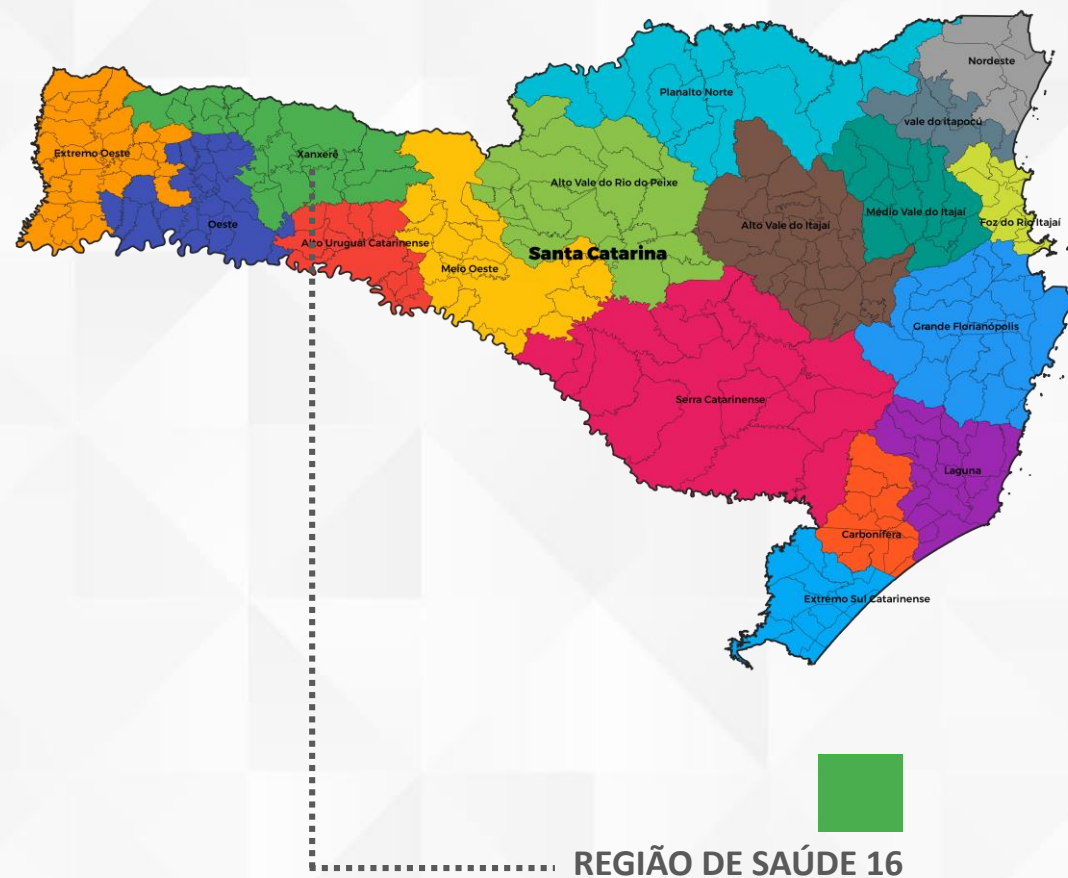 Nordeste
Planalto Norte
vale do Itapocú
Extremo Oeste
Xanxerê
Alto Vale do Rio do Peixe
Foz do Rio Itajaí
Médio Vale do Itajaí
Oeste
Alto Vale do Itajaí
Alto Urugual Catarinense
Santa Catarina
Meio Oeste
Grande Florianópolis
Serra Catarinense
Laguna
Carbonífera
Extremo Sul Catarinense
REGIÃO DE SAÚDE 16